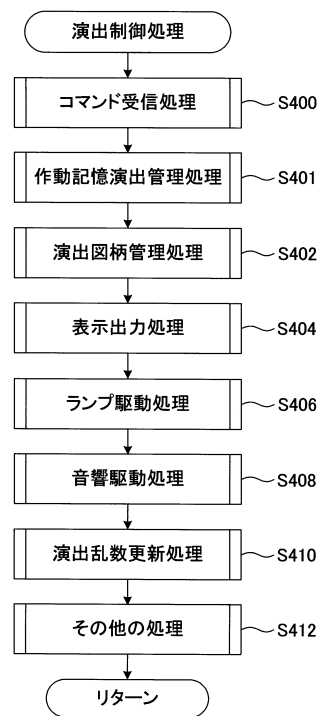 演出制御処理
コマンド受信処理 S400
作動記憶演出管理処理 S401
演出図柄管理処理 S402
表示出力処理 S404
ランプ駆動処理 S406
音響駆動処理 S408
演出乱数更新処理 S410
その他の処理 S412
リターン